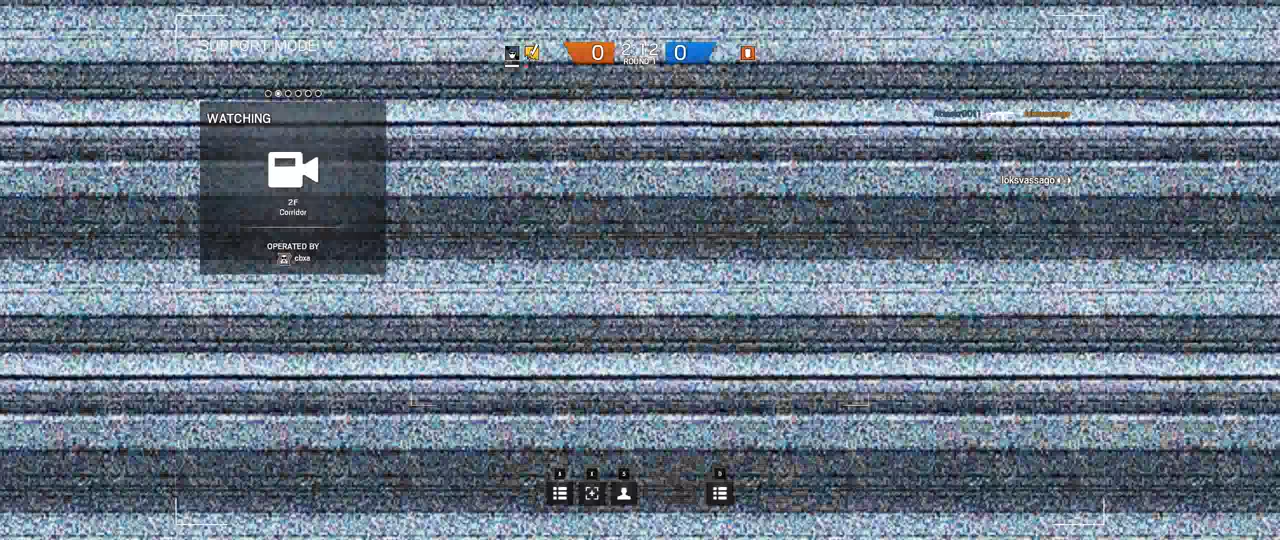 SUPPORT MODE
0 2:12 0
ROUND 1
WATCHING
2F
Corridor
OPERATED BY
cbxa
loksvassago